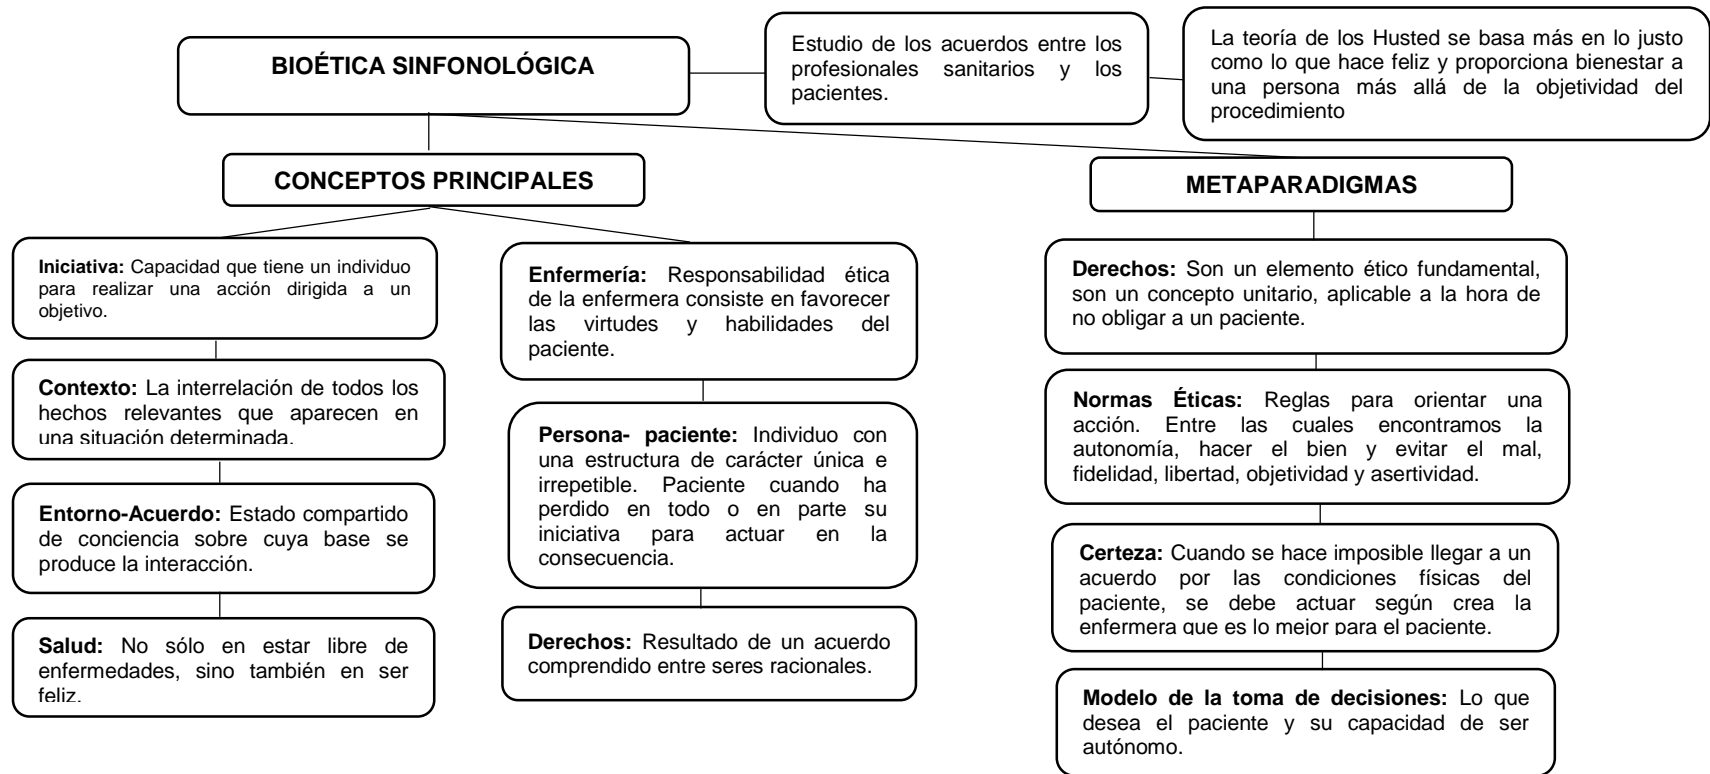 BIOÉTICA SINFONOLÓGICA
Estudio de los acuerdos entre los
profesionales sanitarios y los
pacientes.
La teoría de los Husted se basa más en lo justo
como lo que hace feliz y proporciona bienestar a
una persona más allá de la objetividad del
procedimiento
CONCEPTOS PRINCIPALES
Iniciativa: Capacidad que tiene un individuo
para realizar una acción dirigida a un
objetivo.
Contexto: La interrelación de todos los
hechos relevantes que aparecen en
una situación determinada.
Entorno-Acuerdo: Estado compartido
de conciencia sobre cuya base se
produce la interacción.
Salud: No sólo en estar libre de
enfermedades, sino también en ser
feliz.
Enfermería: Responsabilidad ética
de la enfermera consiste en favorecer
las virtudes y habilidades del
paciente.
Persona- paciente: Individuo con
una estructura de carácter única e
irrepetible. Paciente cuando ha
perdido en todo o en parte su
iniciativa para actuar en la
consecuencia.
Derechos: Resultado de un acuerdo
comprendido entre seres racionales.
METAPARADIGMAS
Derechos: Son un elemento ético fundamental,
son un concepto unitario, aplicable a la hora de
no obligar a un paciente.
Normas Éticas: Reglas para orientar una
acción. Entre las cuales encontramos la
autonomía, hacer el bien y evitar el mal,
fidelidad, libertad, objetividad y asertividad.
Certeza: Cuando se hace imposible llegar a un
acuerdo por las condiciones físicas del
paciente, se debe actuar según crea la
enfermera que es lo mejor para el paciente.
Modelo de la toma de decisiones: Lo que
desea el paciente y su capacidad de ser
autónomo.